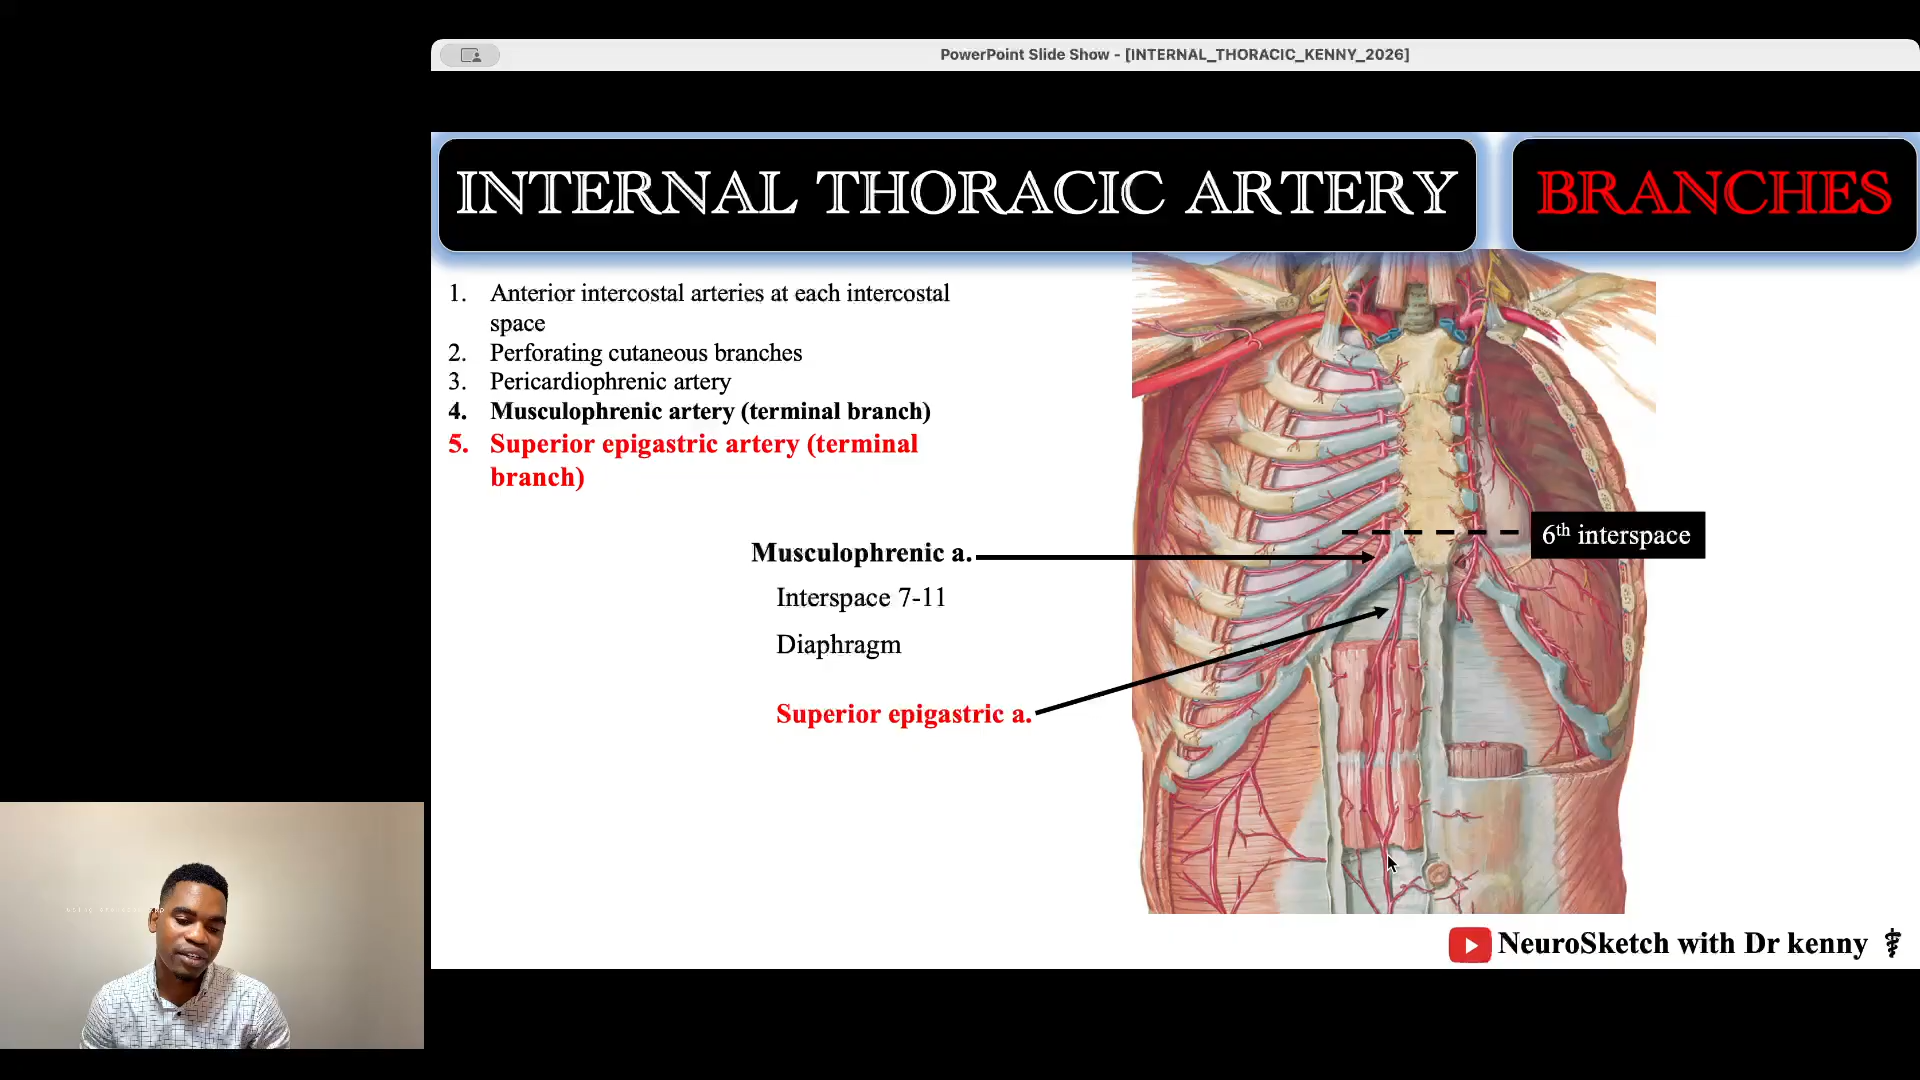 PowerPoint Slide Show - [INTERNAL_THORACIC_KENNY_2026]
INTERNAL THORACIC ARTERY
BRANCHES
1. Anterior intercostal arteries at each intercostal
space
2. Perforating cutaneous branches
3. Pericardiophrenic artery
4. Musculophrenic artery (terminal branch)
5. Superior epigastric artery (terminal
branch)
6th interspace
Musculophrenic a.
Interspace 7-11
Diaphragm
Superior epigastric a.
NeuroSketch with Dr kenny